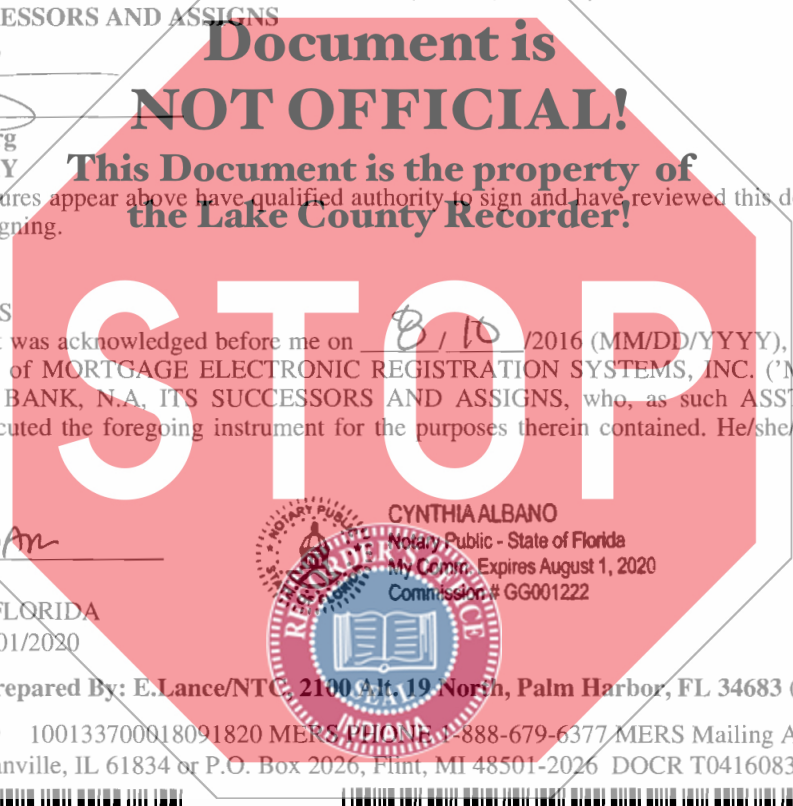 ESSORS AND ASSIGNS
Document is
NOT OFFICIAL!
rg
Y
This Document is the property of
ures appear above have qualified authority to sign and have reviewed this d
the Lake County Recorder!
gning.
STOP
S
t was acknowledged before me on 8 / 10 /2016 (MM/DD/YYYY),
of MORTGAGE ELECTRONIC REGISTRATION SYSTEMS, INC. ('M
BANK, N.A, ITS SUCCESSORS AND ASSIGNS, who, as such ASST
cuted the foregoing instrument for the purposes therein contained. He/she/
NOTARY PUBLIC
CYNTHIA ALBANO
Notary Public - State of Florida
My Comm. Expires August 1, 2020
Commission # GG001222
RECORDER'S OFFICE
SEAL
INDIANA
FLORIDA
01/2020
repared By: E.Lance/NTC, 2100 Alt. 19 North, Palm Harbor, FL 34683 (
100133700018091820 MERS PHONE 1-888-679-6377 MERS Mailing A
anville, IL 61834 or P.O. Box 2026, Flint, MI 48501-2026 DOCR T0416083